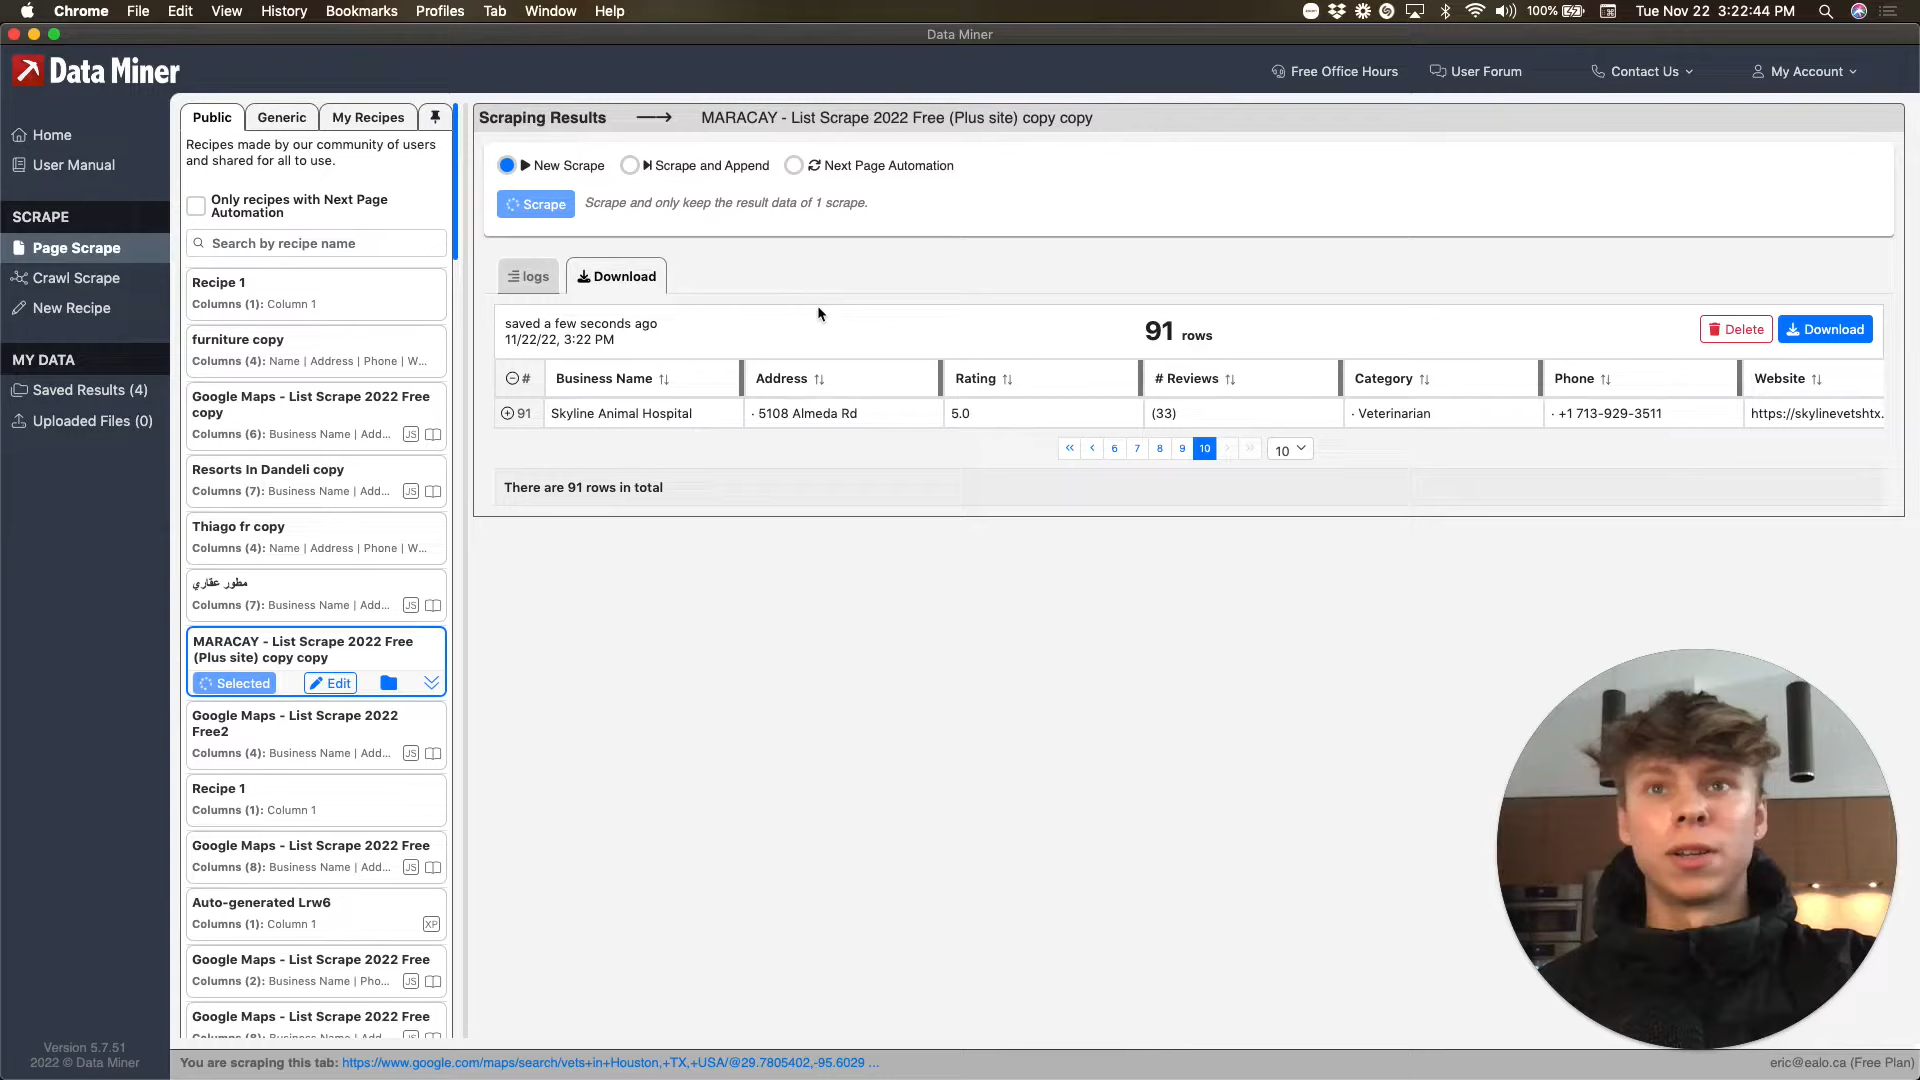 Chrome File Edit View History Bookmarks Profiles Tab Window Help
100% Tue Nov 22 3:22:44 PM
Data Miner
Data Miner
Free Office Hours User Forum Contact Us My Account
Home
User Manual
SCRAPE
Page Scrape
Crawl Scrape
New Recipe
MY DATA
Saved Results (4)
Uploaded Files (0)
Version 5.7.51
2022 © Data Miner
Public Generic My Recipes
Recipes made by our community of users
and shared for all to use.
Only recipes with Next Page
Automation
Search by recipe name
Recipe 1
Columns (1): Column 1
furniture copy
Columns (4): Name | Address | Phone | W...
Google Maps - List Scrape 2022 Free
copy
Columns (6): Business Name | Add... JS
Resorts In Dandeli copy
Columns (7): Business Name | Add... JS
Thiago fr copy
Columns (4): Name | Address | Phone | W...
مطور عقاري
Columns (7): Business Name | Add... JS
MARACAY - List Scrape 2022 Free
(Plus site) copy copy
Selected Edit
Google Maps - List Scrape 2022
Free2
Columns (4): Business Name | Add... JS
Recipe 1
Columns (1): Column 1
Google Maps - List Scrape 2022 Free
Columns (8): Business Name | Add... JS
Auto-generated Lrw6
Columns (1): Column 1 XP
Google Maps - List Scrape 2022 Free
Columns (2): Business Name | Pho... JS
Google Maps - List Scrape 2022 Free
Columns (8): Business Name | Add... JS
Scraping Results MARACAY - List Scrape 2022 Free (Plus site) copy copy
New Scrape Scrape and Append Next Page Automation
Scrape Scrape and only keep the result data of 1 scrape.
logs Download
saved a few seconds ago
11/22/22, 3:22 PM
91 rows
Delete Download
# Business Name Address Rating # Reviews Category Phone Website
91 Skyline Animal Hospital · 5108 Almeda Rd 5.0 (33) · Veterinarian · +1 713-929-3511 https://skylinevetshtx.
« ‹ 6 7 8 9 10 › » 10
There are 91 rows in total
You are scraping this tab: https://www.google.com/maps/search/vets+in+Houston,+TX,+USA/@29.7805402,-95.6029 ...
eric@ealo.ca (Free Plan)